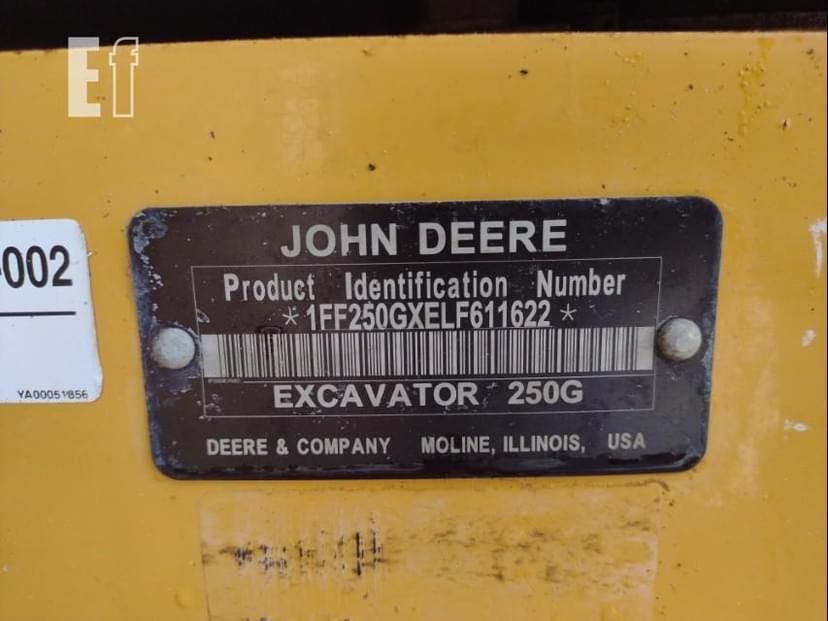 Ef
-002
YA00051856
JOHN DEERE
Product Identification Number
*1FF250GXELF611622*
EXCAVATOR 250G
DEERE & COMPANY MOLINE, ILLINOIS, USA